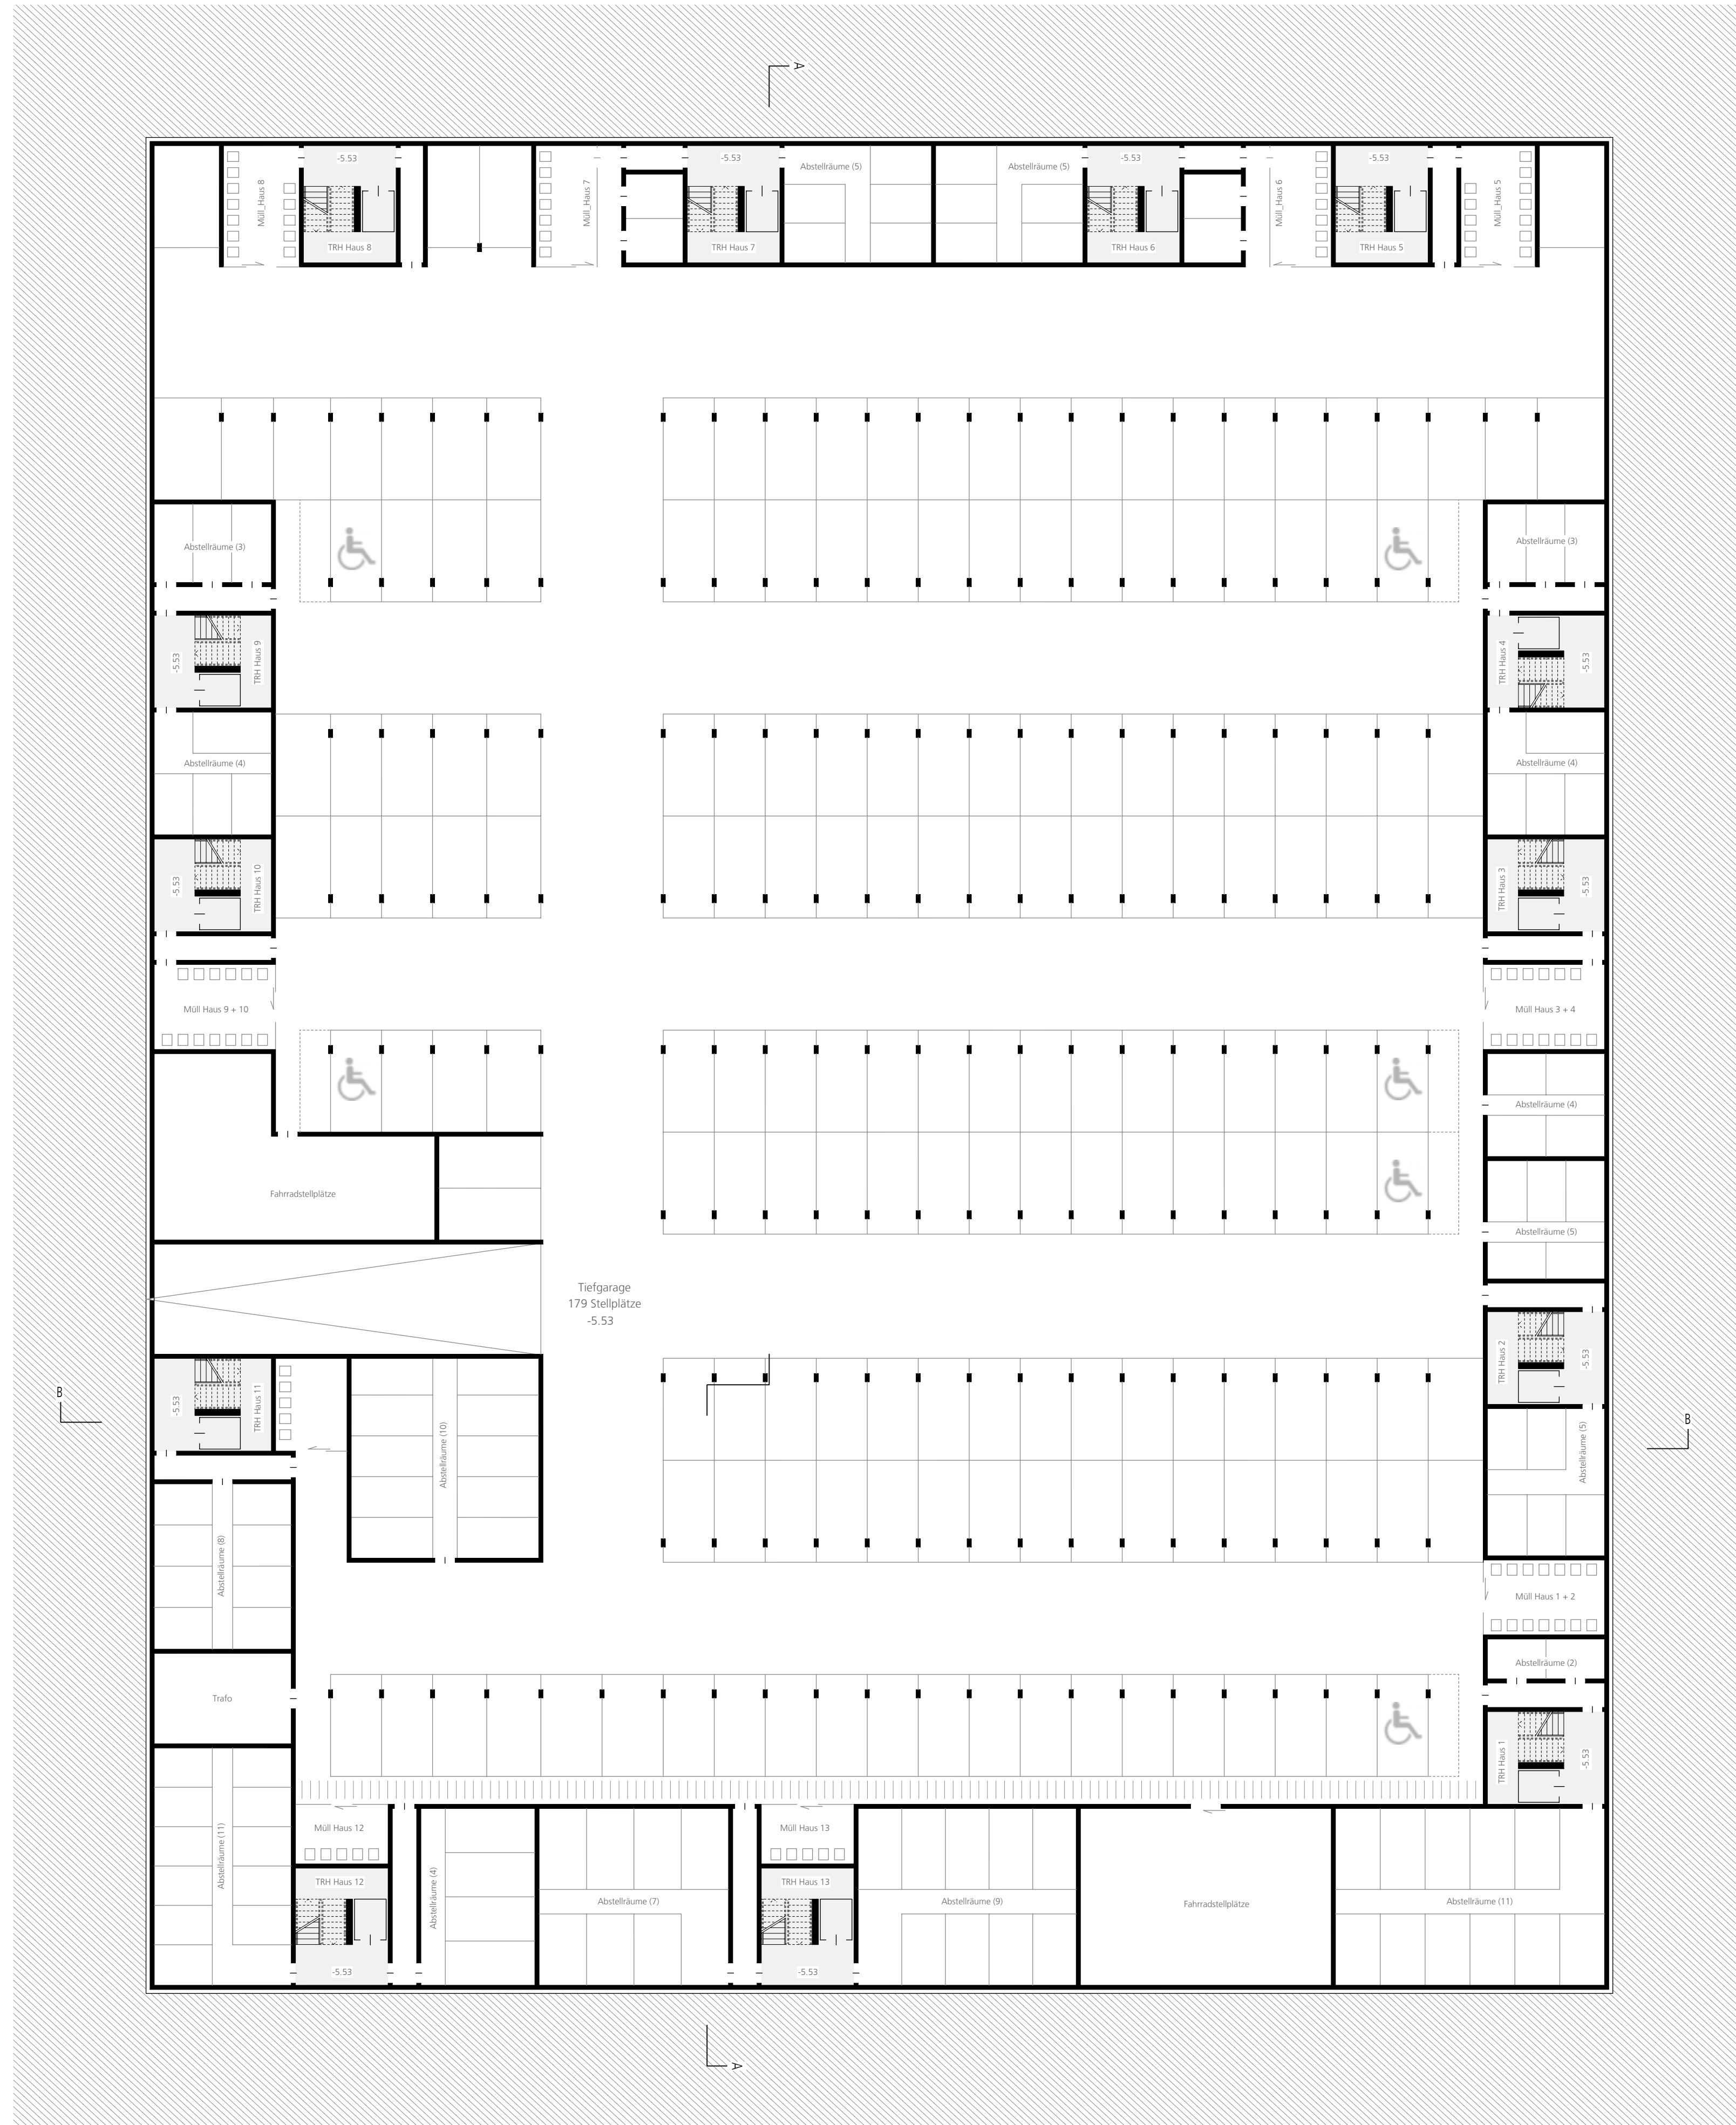 A
-5.53
-5.53
-5.53
-5.53
Abstellräume (5)
Abstellräume (5)
Müll_Haus 8
Müll_Haus 7
Müll_Haus 6
Müll_Haus 5
TRH Haus 8
TRH Haus 7
TRH Haus 6
TRH Haus 5
Abstellräume (3)
Abstellräume (3)
-5.53
TRH Haus 9
TRH Haus 4
-5.53
Abstellräume (4)
Abstellräume (4)
-5.53
TRH Haus 10
TRH Haus 3
-5.53
Müll Haus 9 + 10
Müll Haus 3 + 4
Abstellräume (4)
Fahrradstellplätze
Abstellräume (5)
Tiefgarage
179 Stellplätze
-5.53
TRH Haus 2
-5.53
B
-5.53
TRH Haus 11
B
Abstellräume (10)
Abstellräume (5)
Abstellräume (8)
Müll Haus 1 + 2
Abstellräume (2)
Trafo
TRH Haus 1
-5.53
Abstellräume (11)
Müll Haus 12
Müll Haus 13
TRH Haus 12
TRH Haus 13
Abstellräume (4)
Abstellräume (7)
Abstellräume (9)
Fahrradstellplätze
Abstellräume (11)
-5.53
-5.53
A